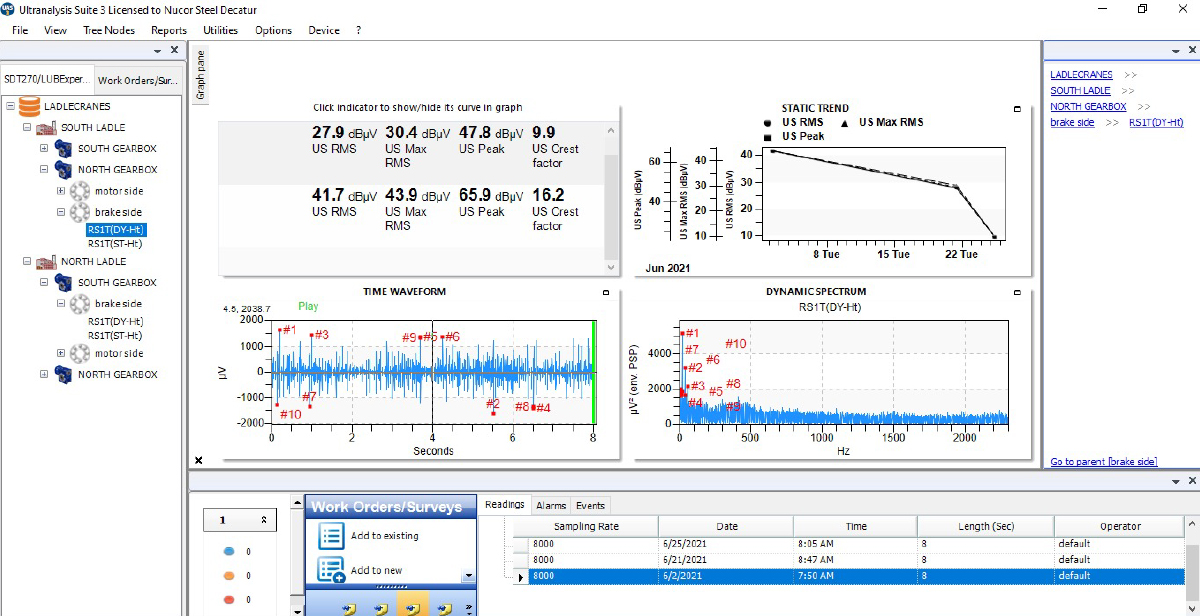 Ultranalysis Suite 3 Licensed to Nucor Steel Decatur
File View Tree Nodes Reports Utilities Options Device ?
SDT270/LUBExper... Work Orders/Sur...
LADLECRANES
SOUTH LADLE
SOUTH GEARBOX
NORTH GEARBOX
motor side
brake side
RS1T(DY-Ht)
RS1T(ST-Ht)
NORTH LADLE
SOUTH GEARBOX
brake side
RS1T(DY-Ht)
RS1T(ST-Ht)
motor side
NORTH GEARBOX
Graph pane
Click indicator to show/hide its curve in graph
27.9 dBµV 30.4 dBµV 47.8 dBµV 9.9
US RMS US Max RMS US Peak US Crest factor
41.7 dBµV 43.9 dBµV 65.9 dBµV 16.2
US RMS US Max RMS US Peak US Crest factor
STATIC TREND
US RMS US Max RMS
US Peak
US Peak (dBµV)
60
40
US Max RMS (dBµV)
40
30
20
10
US RMS (dBµV)
40
30
20
10
8 Tue 15 Tue 22 Tue
Jun 2021
TIME WAVEFORM
4.5, 2038.7 Play
µV
2000
1000
0
-1000
-2000
#1 #3 #9 #5 #6
#10 #7 #2 #8 #4
0 2 4 6 8
Seconds
DYNAMIC SPECTRUM
RS1T(DY-Ht)
µV² (env. PSP)
4000
2000
0
#1
#7 #10
#2 #6
#3 #5 #8
#4 #9
0 500 1000 1500 2000
Hz
LADLECRANES >>
SOUTH LADLE >>
NORTH GEARBOX >>
brake side >> RS1T(DY-Ht)
Go to parent [brake side]
1
0
0
0
Work Orders/Surveys
Add to existing
Add to new
Readings Alarms Events
Sampling Rate Date Time Length (Sec) Operator
8000 6/25/2021 8:05 AM 8 default
8000 6/21/2021 8:47 AM 8 default
8000 6/2/2021 7:50 AM 8 default